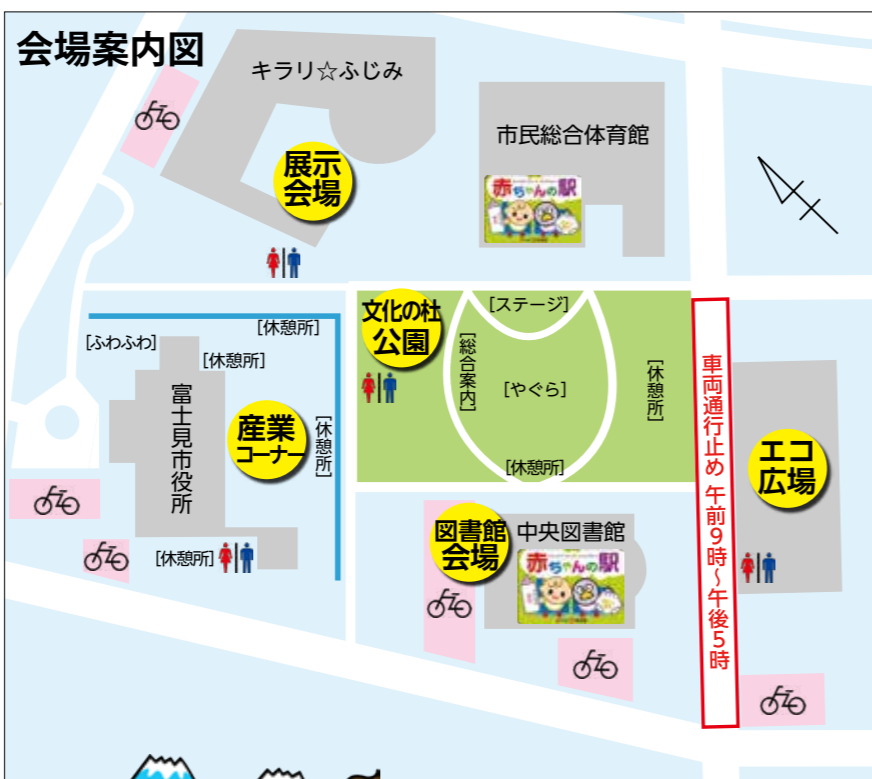 会場案内図
キラリ☆ふじみ
展示
会場
市民総合体育館
赤ちゃんの駅
文化の杜
公園
[ステージ]
[総合案内]
[やぐら]
[休憩所]
[休憩所]
[ふわふわ]
[休憩所]
[休憩所]
富士見市役所
産業
コーナー
[休憩所]
[休憩所]
車両通行止め 午前9時~午後5時
エコ
広場
図書館
会場
中央図書館
赤ちゃんの駅